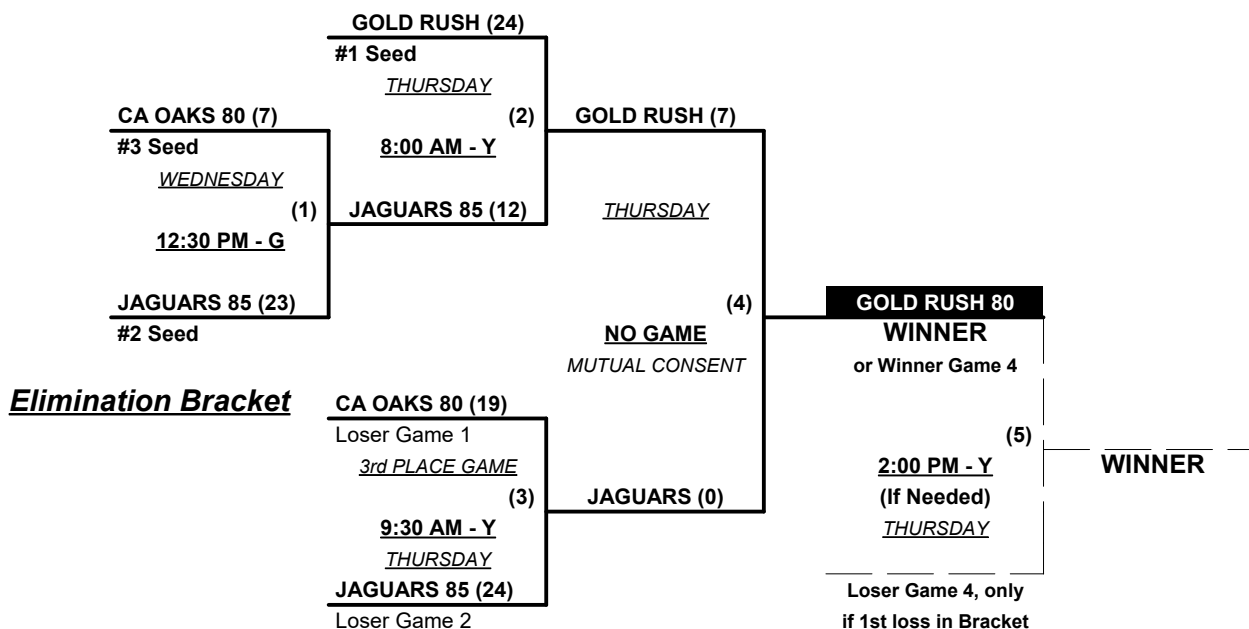 GOLD RUSH (24)
#1 Seed
THURSDAY
CA OAKS 80 (7)
(2)
GOLD RUSH (7)
#3 Seed
8:00 AM - Y
WEDNESDAY
(1)
JAGUARS 85 (12)
THURSDAY
12:30 PM - G
JAGUARS 85 (23)
#2 Seed
(4)
GOLD RUSH 80
NO GAME
WINNER
MUTUAL CONSENT
or Winner Game 4
Elimination Bracket
CA OAKS 80 (19)
Loser Game 1
(5)
3rd PLACE GAME
2:00 PM - Y
WINNER
(3)
JAGUARS (0)
(If Needed)
9:30 AM - Y
THURSDAY
THURSDAY
JAGUARS 85 (24)
Loser Game 4, only
Loser Game 2
if 1st loss in Bracket